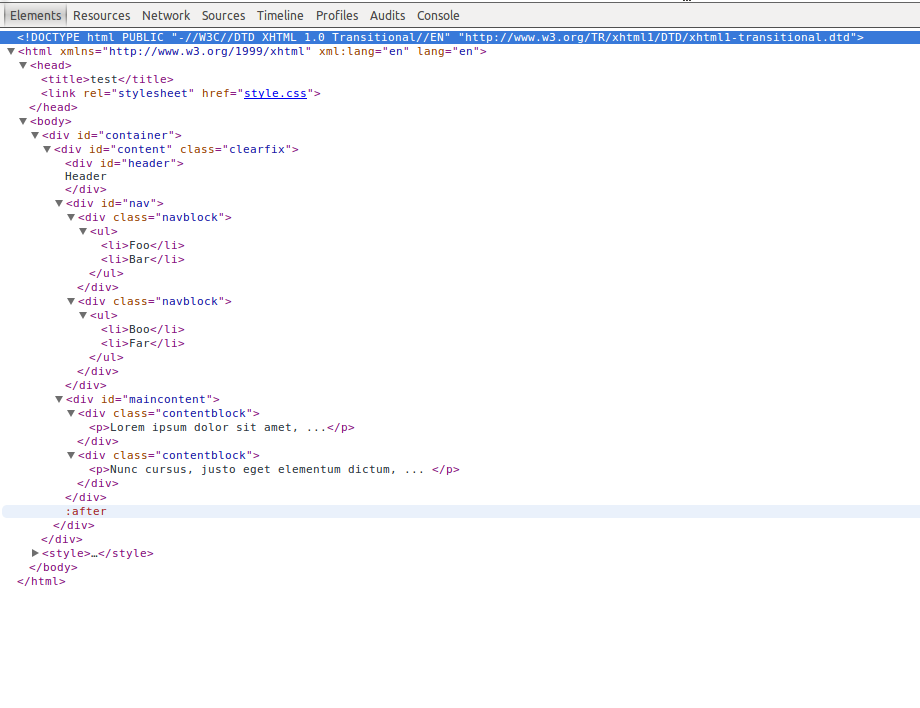 Elements Resources Network Sources Timeline Profiles Audits Console
<!DOCTYPE html PUBLIC "-//W3C//DTD XHTML 1.0 Transitional//EN" "http://www.w3.org/TR/xhtml1/DTD/xhtml1-transitional.dtd">
<html xmlns="http://www.w3.org/1999/xhtml" xml:lang="en" lang="en">
<head>
<title>test</title>
<link rel="stylesheet" href="style.css">
</head>
<body>
<div id="container">
<div id="content" class="clearfix">
<div id="header">
Header
</div>
<div id="nav">
<div class="navblock">
<ul>
<li>Foo</li>
<li>Bar</li>
</ul>
</div>
<div class="navblock">
<ul>
<li>Boo</li>
<li>Far</li>
</ul>
</div>
</div>
<div id="maincontent">
<div class="contentblock">
<p>Lorem ipsum dolor sit amet, ...</p>
</div>
<div class="contentblock">
<p>Nunc cursus, justo eget elementum dictum, ... </p>
</div>
</div>
:after
</div>
</div>
<style>…</style>
</body>
</html>